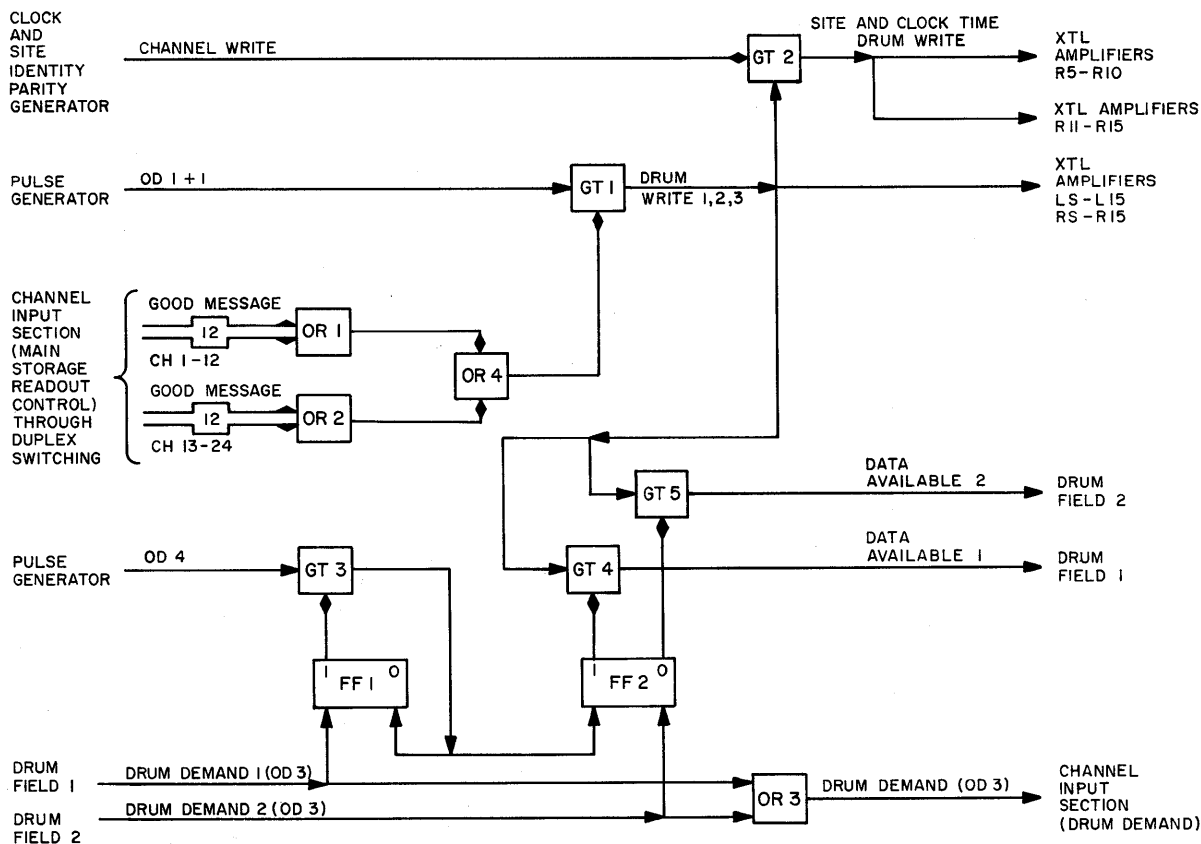 CLOCK
AND
SITE
IDENTITY
PARITY
GENERATOR
CHANNEL WRITE
GT 2
SITE AND CLOCK TIME
DRUM WRITE
XTL
AMPLIFIERS
R5-R10
XTL AMPLIFIERS
R11-R15
PULSE
GENERATOR
OD 1+1
GT 1
DRUM
WRITE 1,2,3
XTL
AMPLIFIERS
LS-L15
RS-R15
CHANNEL
INPUT
SECTION
(MAIN
STORAGE
READOUT
CONTROL)
THROUGH
DUPLEX
SWITCHING
GOOD MESSAGE
12
CH 1-12
OR 1
GOOD MESSAGE
12
CH 13-24
OR 2
OR 4
GT 5
DATA
AVAILABLE 2
DRUM
FIELD 2
PULSE
GENERATOR
OD 4
GT 3
GT 4
DATA
AVAILABLE 1
DRUM
FIELD 1
1 0
FF 1
1 0
FF 2
DRUM
FIELD 1
DRUM DEMAND 1 (OD 3)
DRUM
FIELD 2
DRUM DEMAND 2 (OD 3)
OR 3
DRUM DEMAND (OD 3)
CHANNEL
INPUT
SECTION
(DRUM DEMAND)